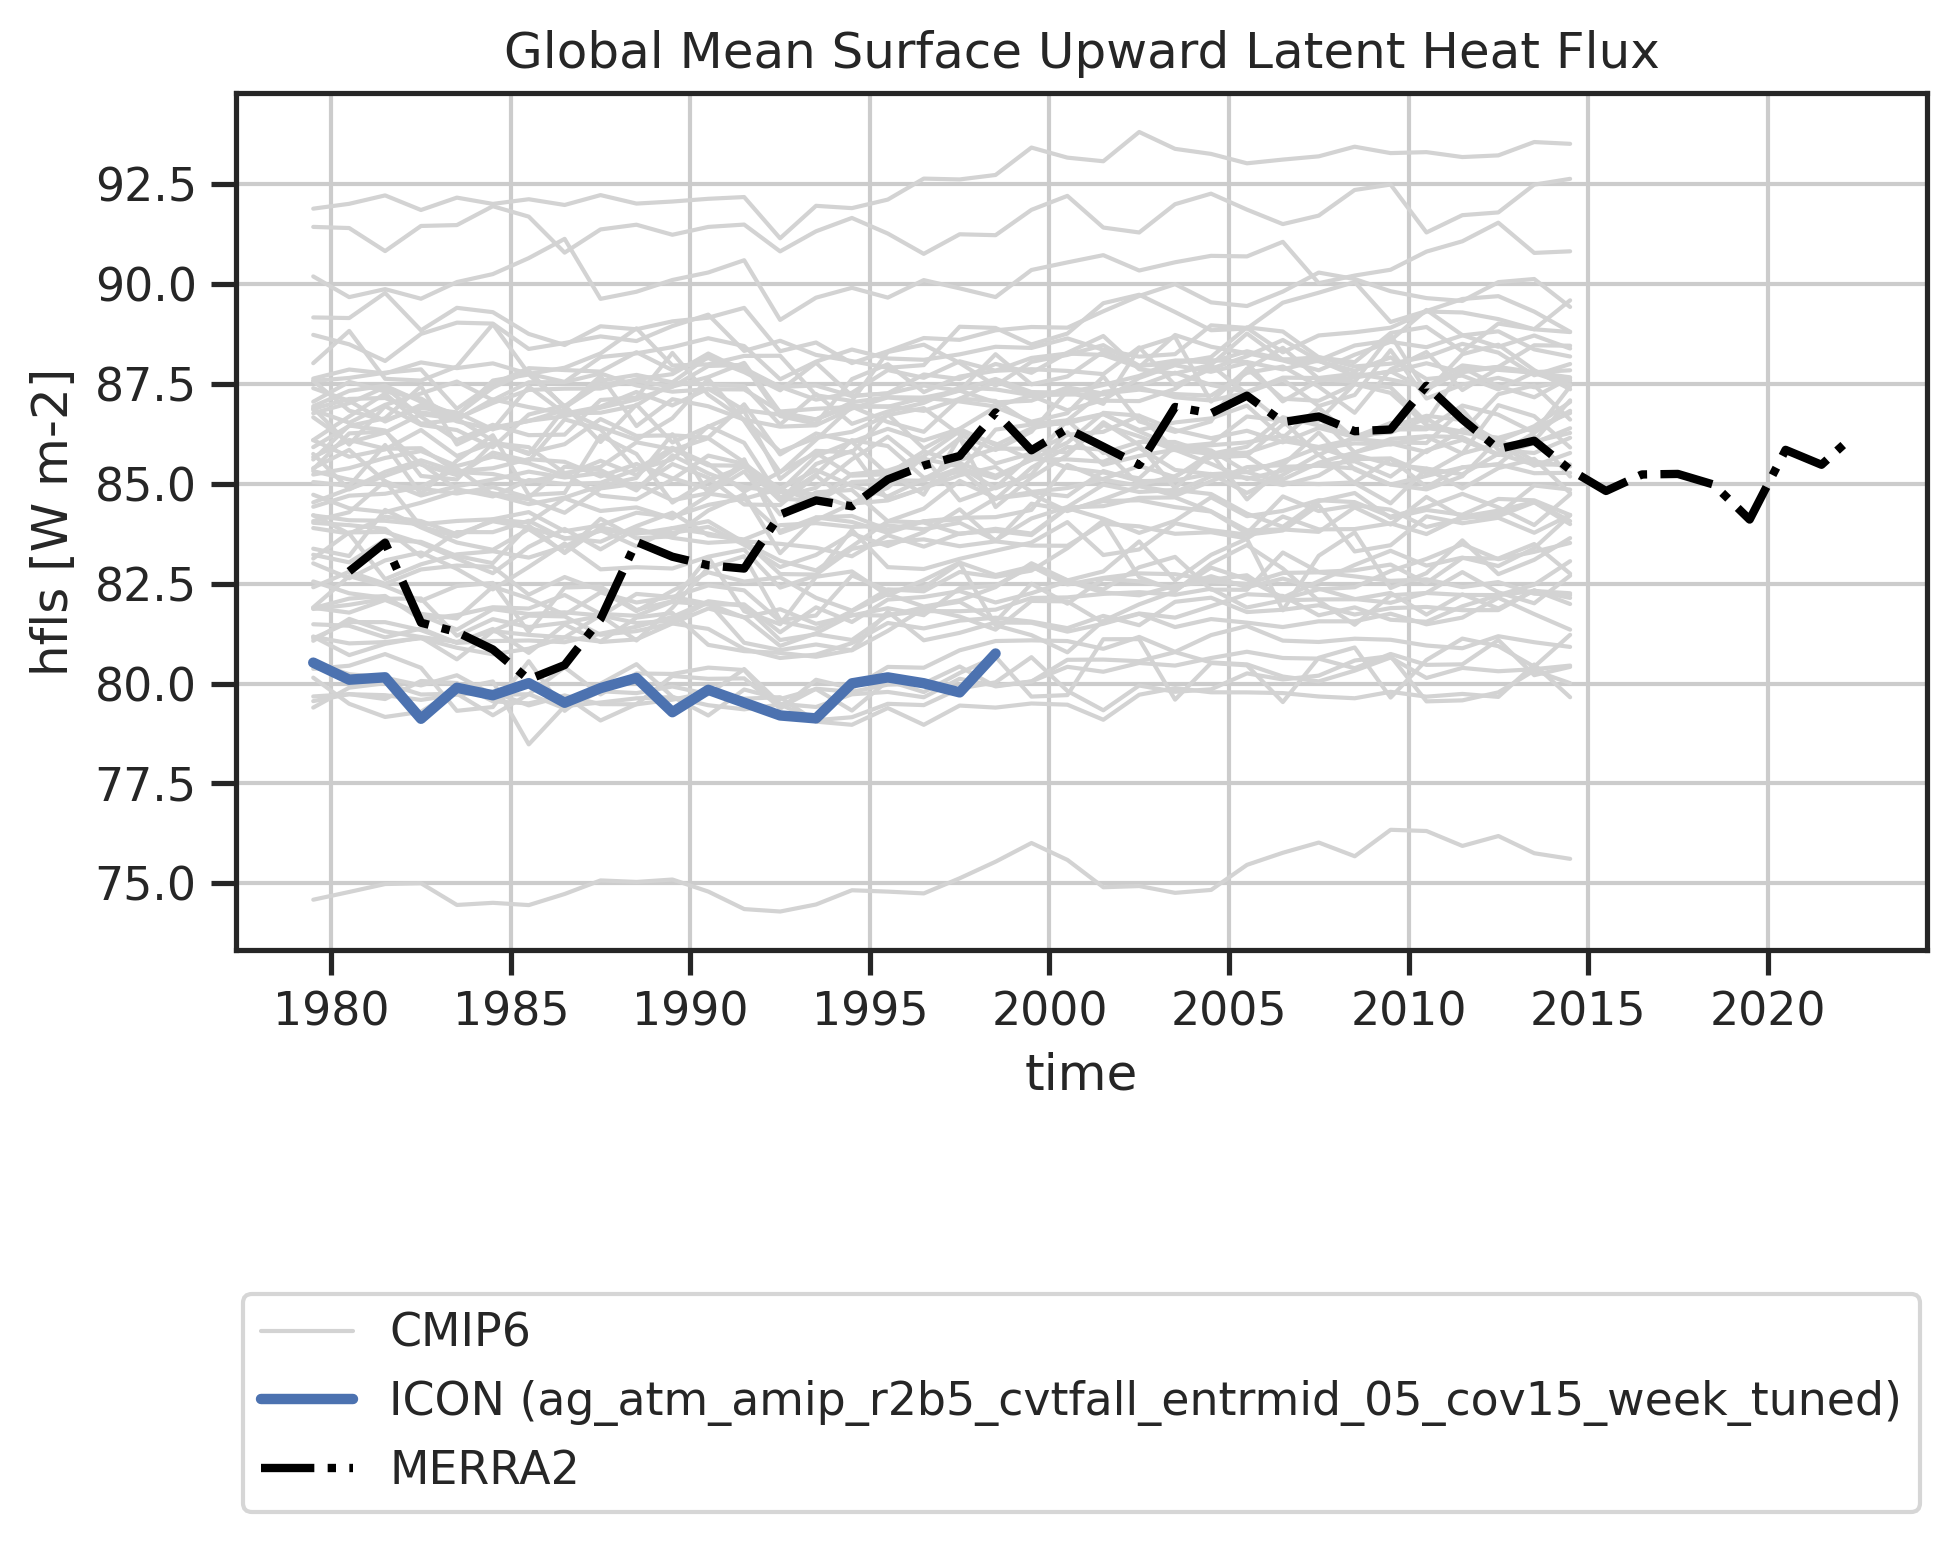 Global Mean Surface Upward Latent Heat Flux
hfls [W m-2]
92.5
90.0
87.5
85.0
82.5
80.0
77.5
75.0
1980 1985 1990 1995 2000 2005 2010 2015 2020
time
CMIP6
ICON (ag_atm_amip_r2b5_cvtfall_entrmid_05_cov15_week_tuned)
MERRA2